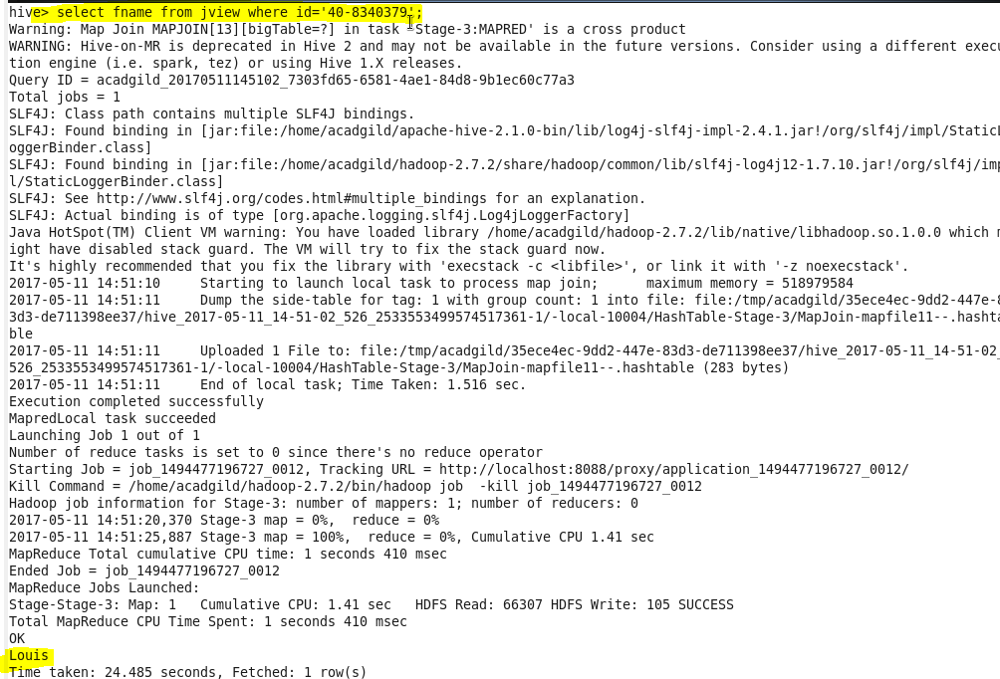 hive> select fname from jview where id='40-8340379';
Warning: Map Join MAPJOIN[13][bigTable=?] in task 'Stage-3:MAPRED' is a cross product
WARNING: Hive-on-MR is deprecated in Hive 2 and may not be available in the future versions. Consider using a different execu
tion engine (i.e. spark, tez) or using Hive 1.X releases.
Query ID = acadgild_20170511145102_7303fd65-6581-4ae1-84d8-9b1ec60c77a3
Total jobs = 1
SLF4J: Class path contains multiple SLF4J bindings.
SLF4J: Found binding in [jar:file:/home/acadgild/apache-hive-2.1.0-bin/lib/log4j-slf4j-impl-2.4.1.jar!/org/slf4j/impl/StaticL
oggerBinder.class]
SLF4J: Found binding in [jar:file:/home/acadgild/hadoop-2.7.2/share/hadoop/common/lib/slf4j-log4j12-1.7.10.jar!/org/slf4j/imp
l/StaticLoggerBinder.class]
SLF4J: See http://www.slf4j.org/codes.html#multiple_bindings for an explanation.
SLF4J: Actual binding is of type [org.apache.logging.slf4j.Log4jLoggerFactory]
Java HotSpot(TM) Client VM warning: You have loaded library /home/acadgild/hadoop-2.7.2/lib/native/libhadoop.so.1.0.0 which m
ight have disabled stack guard. The VM will try to fix the stack guard now.
It's highly recommended that you fix the library with 'execstack -c <libfile>', or link it with '-z noexecstack'.
2017-05-11 14:51:10     Starting to launch local task to process map join;      maximum memory = 518979584
2017-05-11 14:51:11     Dump the side-table for tag: 1 with group count: 1 into file: file:/tmp/acadgild/35ece4ec-9dd2-447e-8
3d3-de711398ee37/hive_2017-05-11_14-51-02_526_2533553499574517361-1/-local-10004/HashTable-Stage-3/MapJoin-mapfile11--.hashta
ble
2017-05-11 14:51:11     Uploaded 1 File to: file:/tmp/acadgild/35ece4ec-9dd2-447e-83d3-de711398ee37/hive_2017-05-11_14-51-02_
526_2533553499574517361-1/-local-10004/HashTable-Stage-3/MapJoin-mapfile11--.hashtable (283 bytes)
2017-05-11 14:51:11     End of local task; Time Taken: 1.516 sec.
Execution completed successfully
MapredLocal task succeeded
Launching Job 1 out of 1
Number of reduce tasks is set to 0 since there's no reduce operator
Starting Job = job_1494477196727_0012, Tracking URL = http://localhost:8088/proxy/application_1494477196727_0012/
Kill Command = /home/acadgild/hadoop-2.7.2/bin/hadoop job  -kill job_1494477196727_0012
Hadoop job information for Stage-3: number of mappers: 1; number of reducers: 0
2017-05-11 14:51:20,370 Stage-3 map = 0%,  reduce = 0%
2017-05-11 14:51:25,887 Stage-3 map = 100%,  reduce = 0%, Cumulative CPU 1.41 sec
MapReduce Total cumulative CPU time: 1 seconds 410 msec
Ended Job = job_1494477196727_0012
MapReduce Jobs Launched:
Stage-Stage-3: Map: 1   Cumulative CPU: 1.41 sec   HDFS Read: 66307 HDFS Write: 105 SUCCESS
Total MapReduce CPU Time Spent: 1 seconds 410 msec
OK
Louis
Time taken: 24.485 seconds, Fetched: 1 row(s)